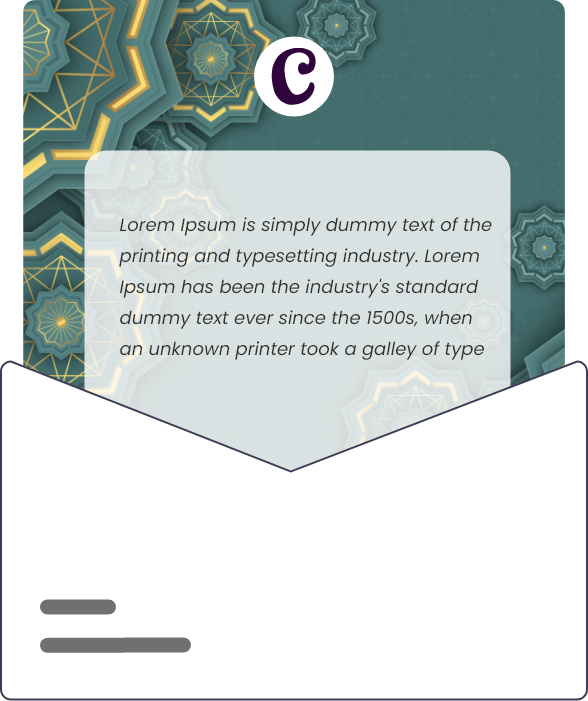 C
Lorem Ipsum is simply dummy text of the
printing and typesetting industry. Lorem
Ipsum has been the industry's standard
dummy text ever since the 1500s, when
an unknown printer took a galley of type